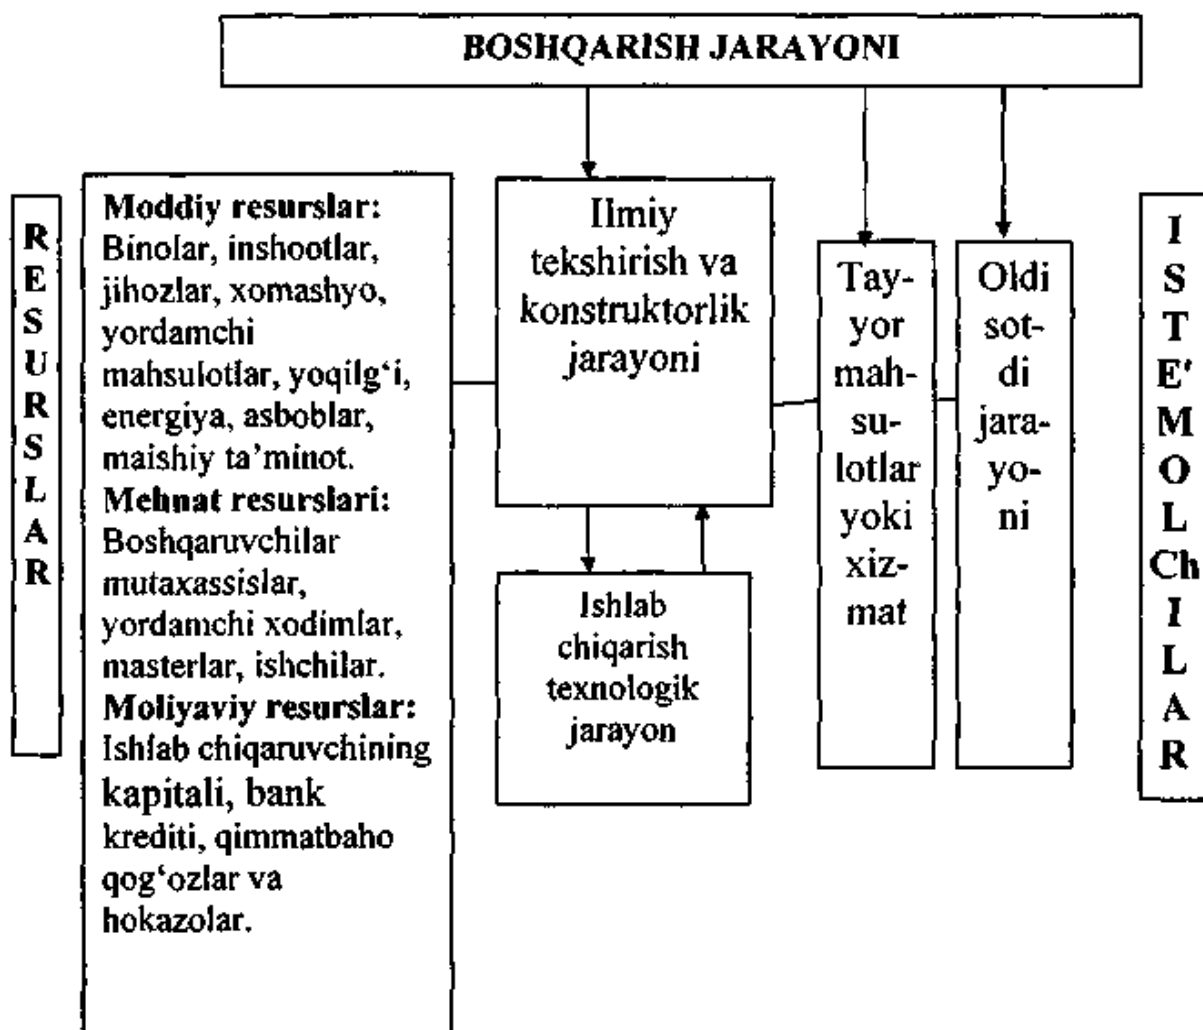 BOSHQARISH JARAYONI
R
E
S
U
R
S
L
A
R
Moddiy resurslar:
Binolar, inshootlar,
jihozlar, xomashyo,
yordamchi
mahsulotlar, yoqilg‘i,
energiya, asboblar,
maishiy ta’minot.
Mehnat resurslari:
Boshqaruvchilar
mutaxassislar,
yordamchi xodimlar,
masterlar, ishchilar.
Moliyaviy resurslar:
Ishlab chiqaruvchining
kapitali, bank
krediti, qimmatbaho
qog‘ozlar va
hokazolar.
Ilmiy
tekshirish va
konstruktorlik
jarayoni
Ishlab
chiqarish
texnologik
jarayon
Tay-
yor
mah-
su-
lotlar
yoki
xiz-
mat
Oldi
sot-
di
jara-
yo-
ni
I
S
T
E'
M
O
L
Ch
I
L
A
R